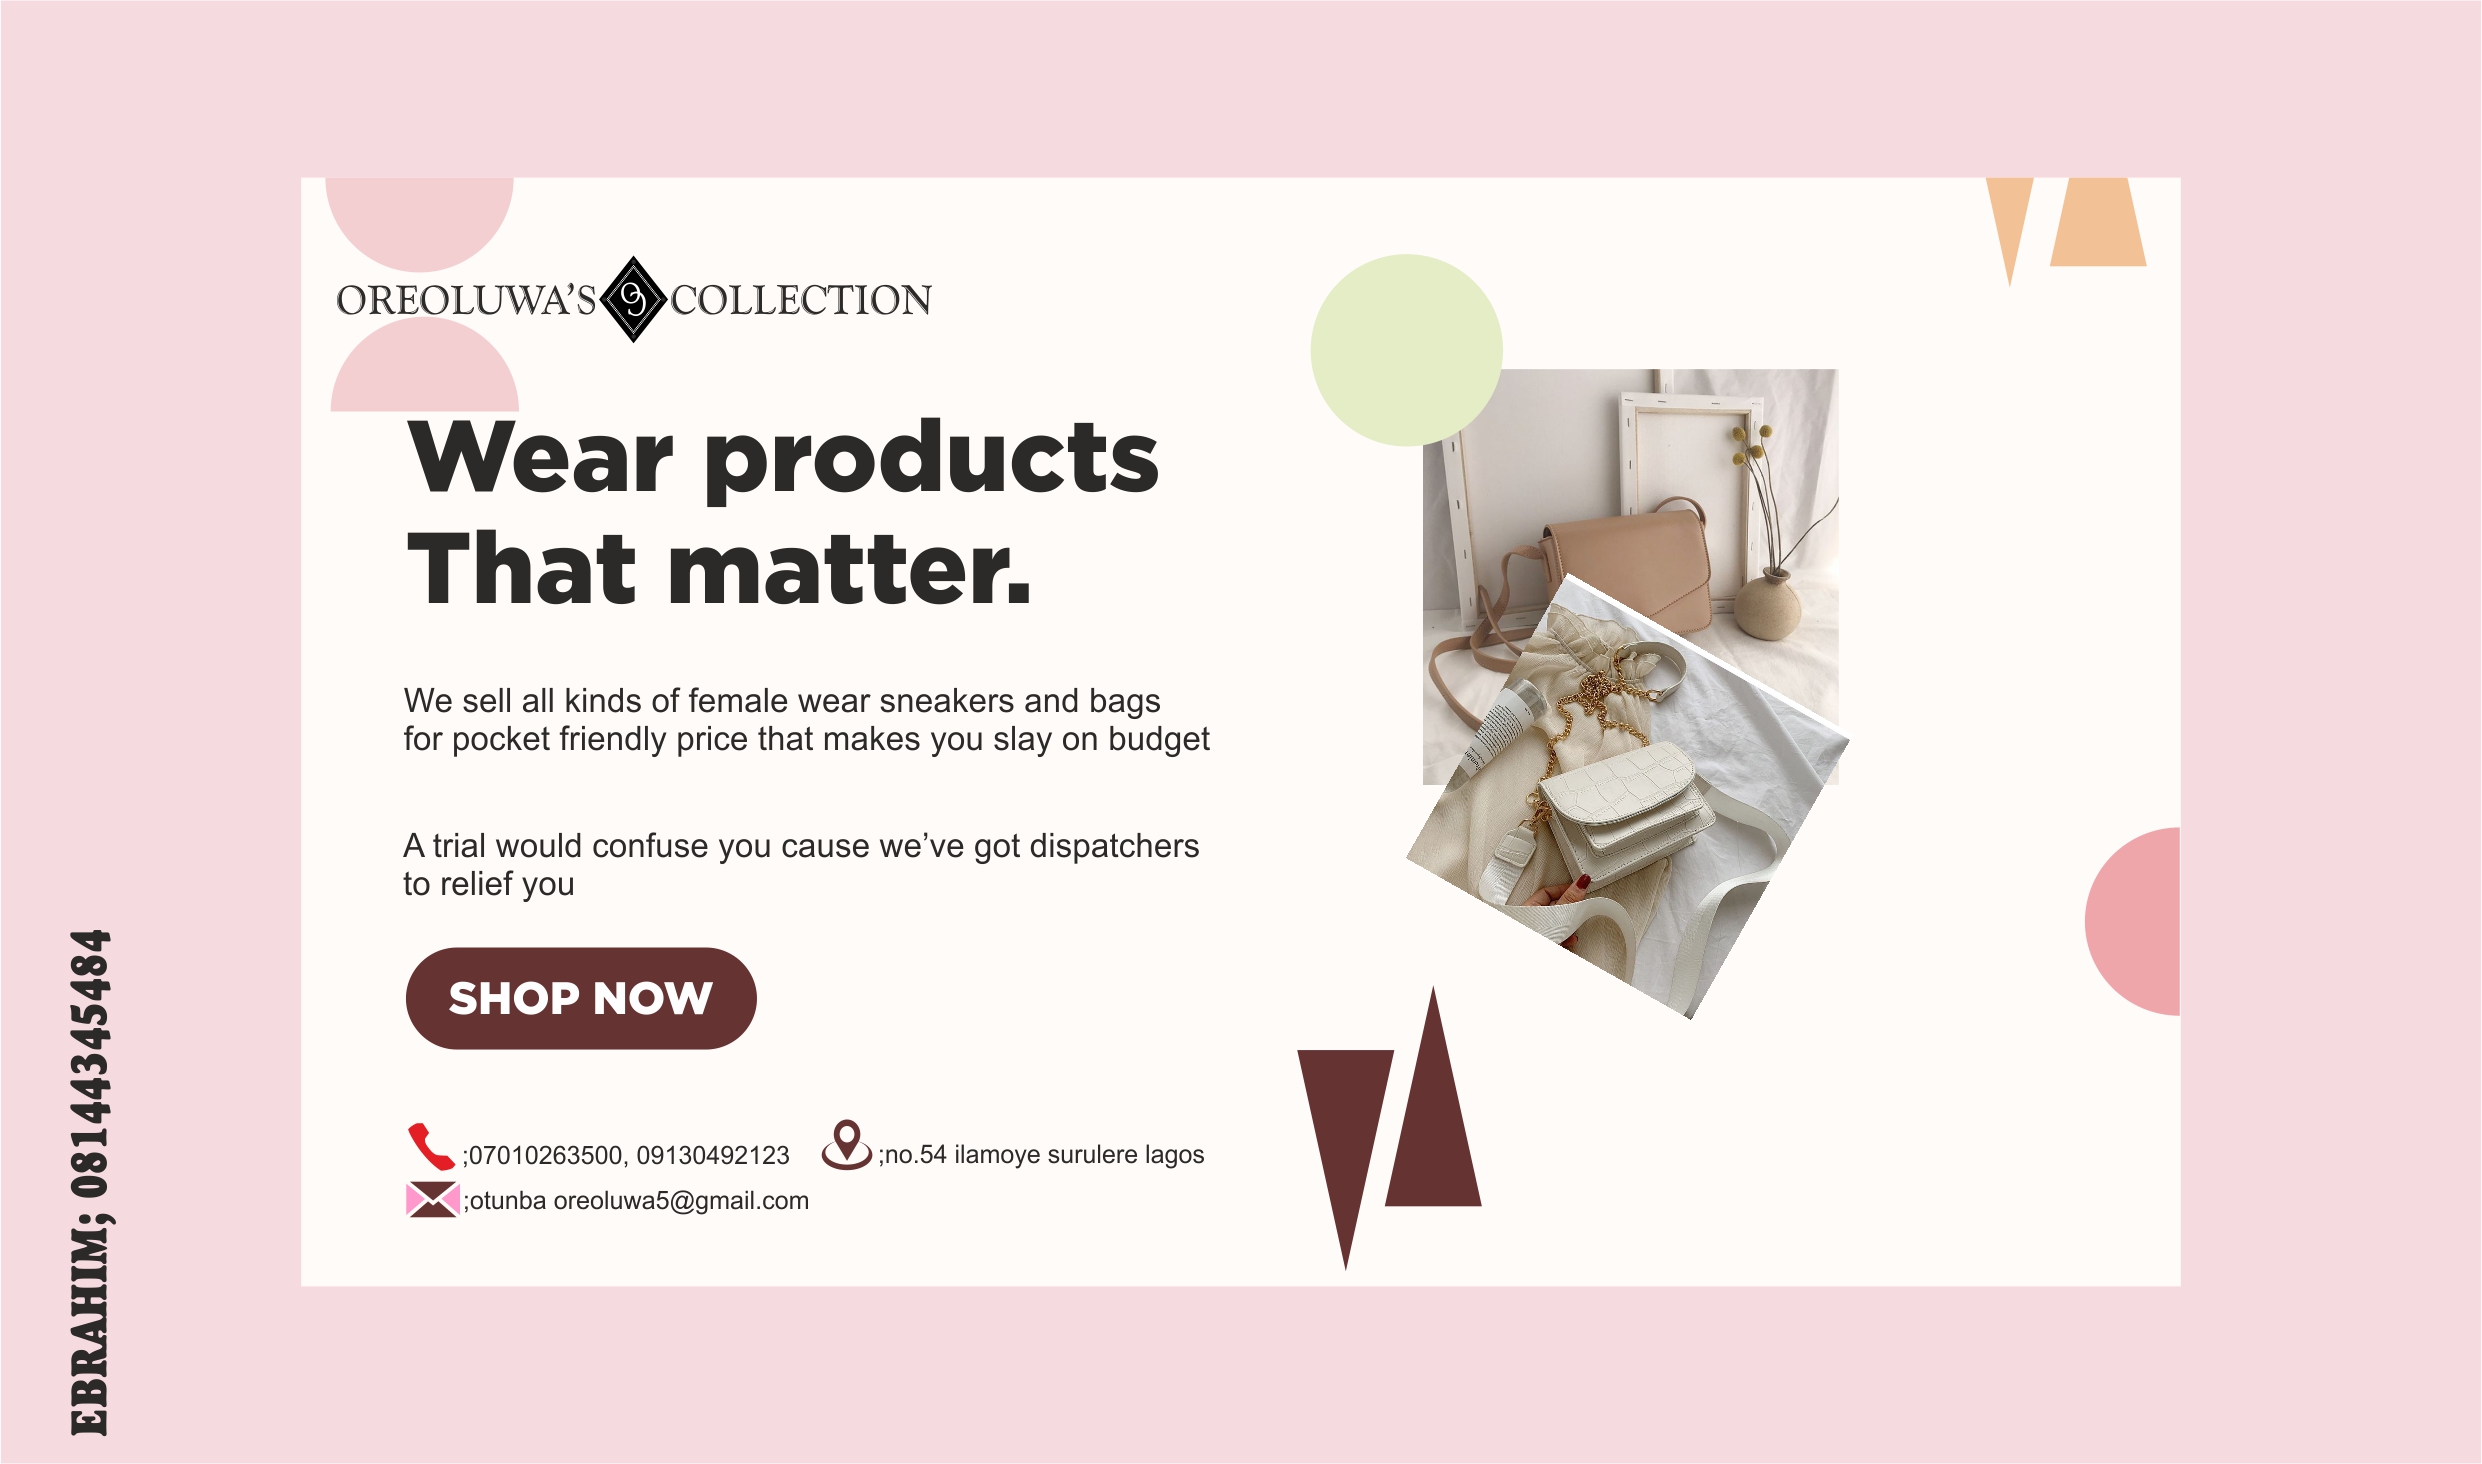 OREOLUWA’S COLLECTION
Wear products
That matter.
We sell all kinds of female wear sneakers and bags
for pocket friendly price that makes you slay on budget
A trial would confuse you cause we’ve got dispatchers
to relief you
SHOP NOW
;07010263500, 09130492123
;no.54 ilamoye surulere lagos
;otunba oreoluwa5@gmail.com
EBRAHIM; 08144345484